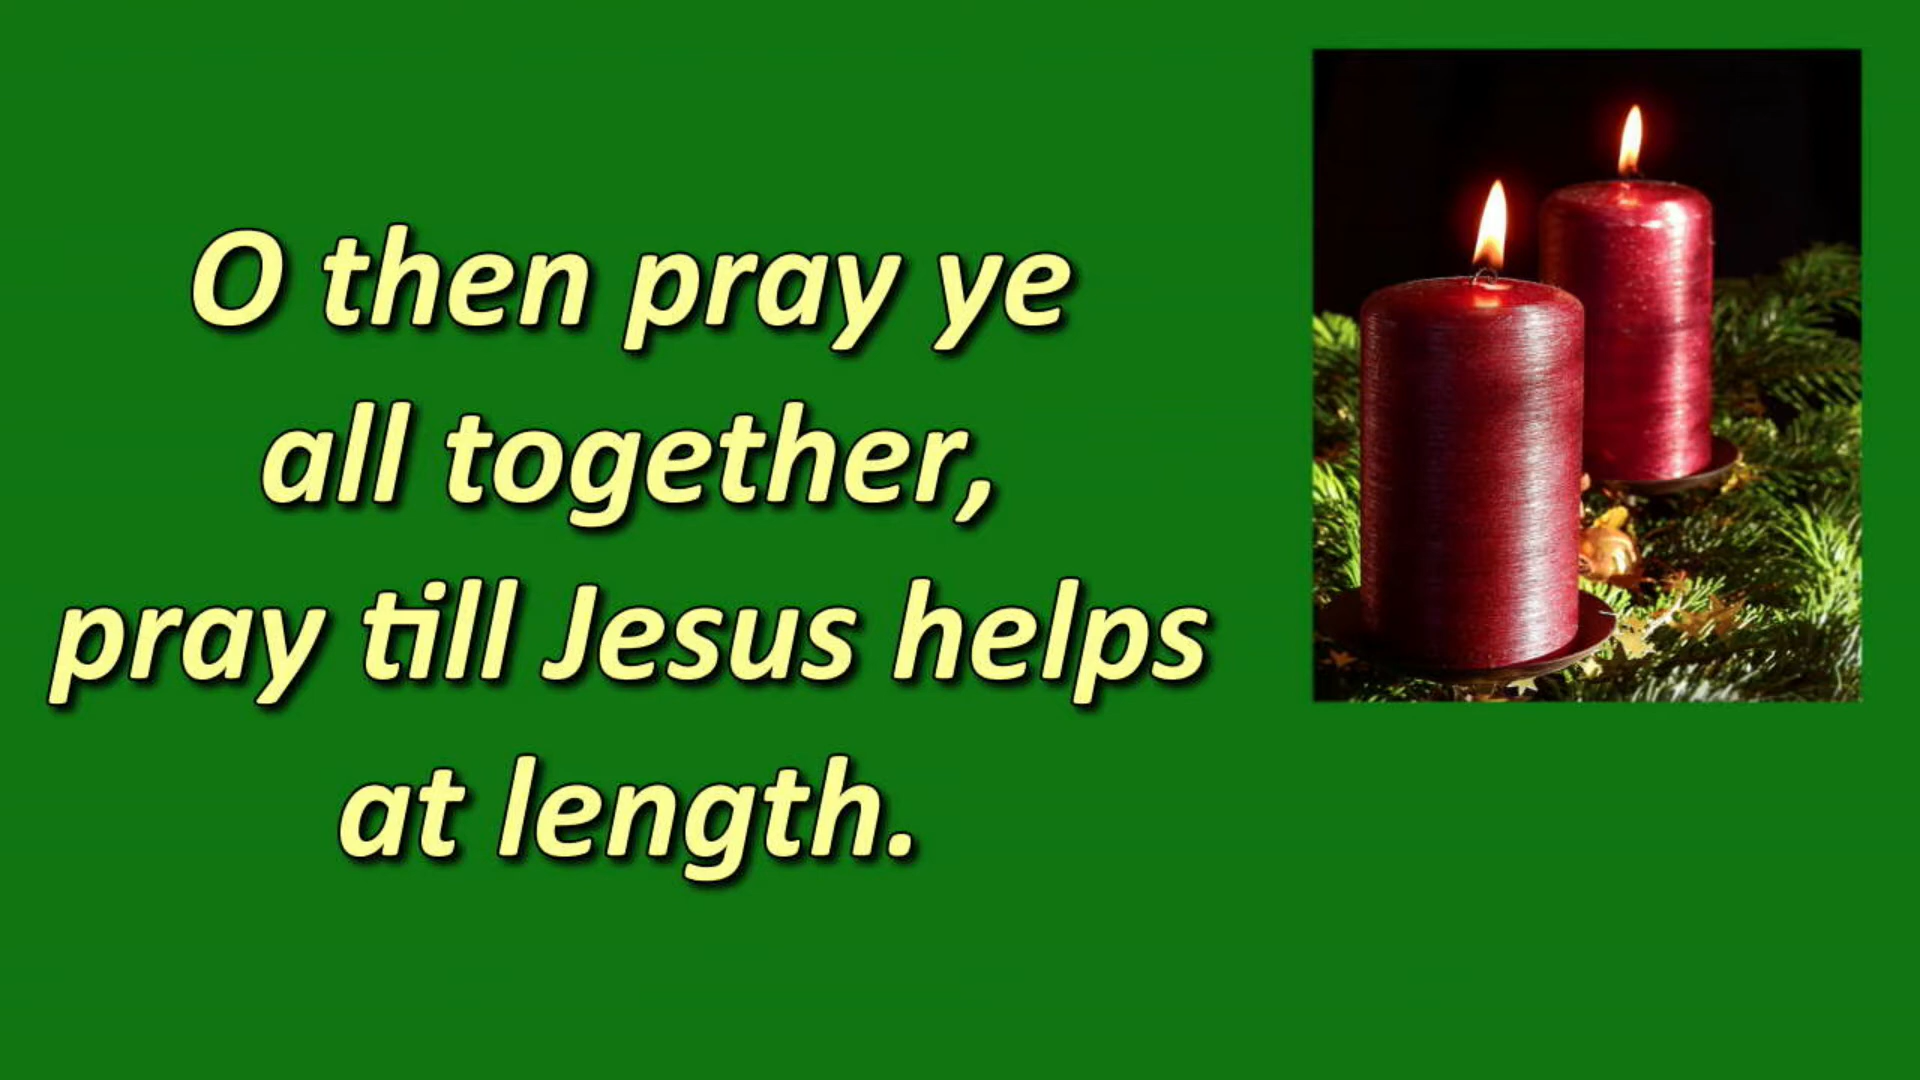 O then pray ye
all together,
pray till Jesus helps
at length.